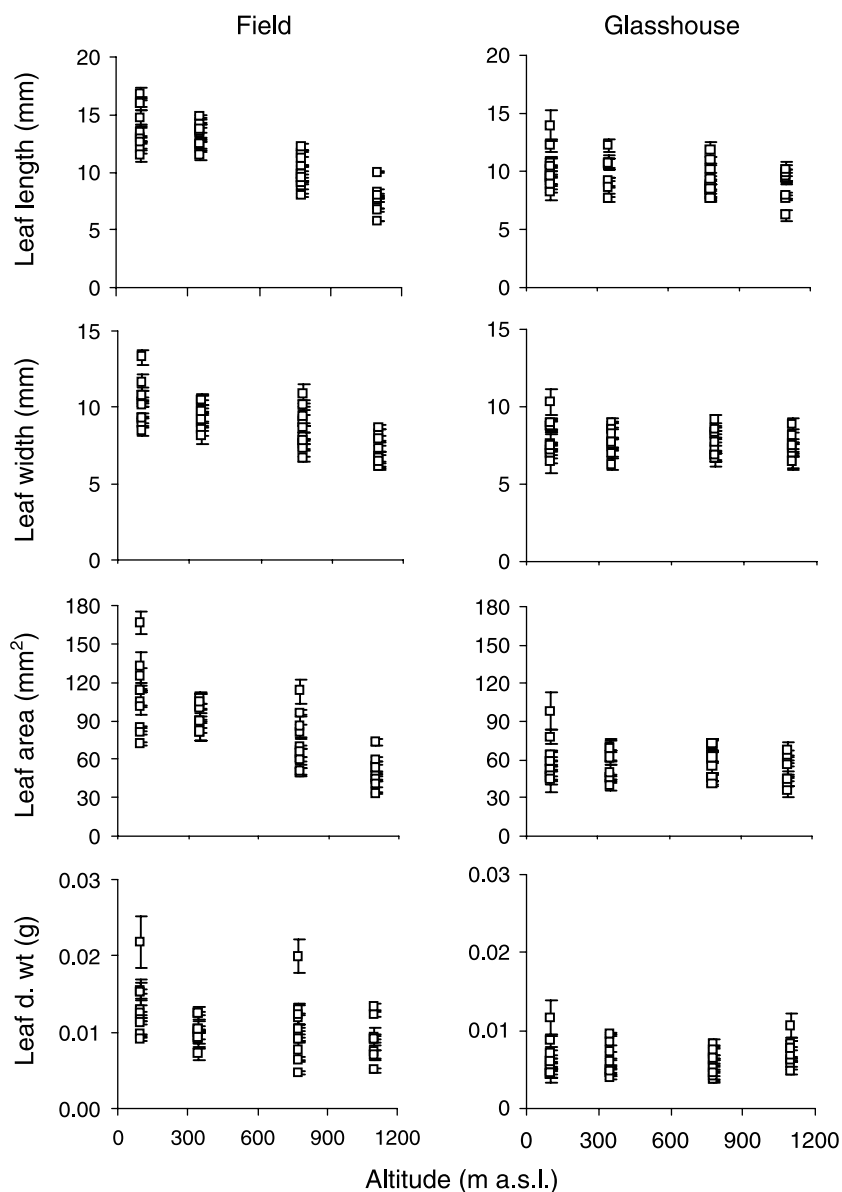 Field Glasshouse
20 20
15 15
Leaf length (mm)
10 10
5 5
0 0
15 15
Leaf width (mm)
10 10
5 5
0 0
180 180
150 150
Leaf area (mm²)
120 120
90 90
60 60
30 30
0 0
0.03 0.03
Leaf d. wt (g)
0.02 0.02
0.01 0.01
0.00 0
0 300 600 900 1200 0 300 600 900 1200
Altitude (m a.s.l.)